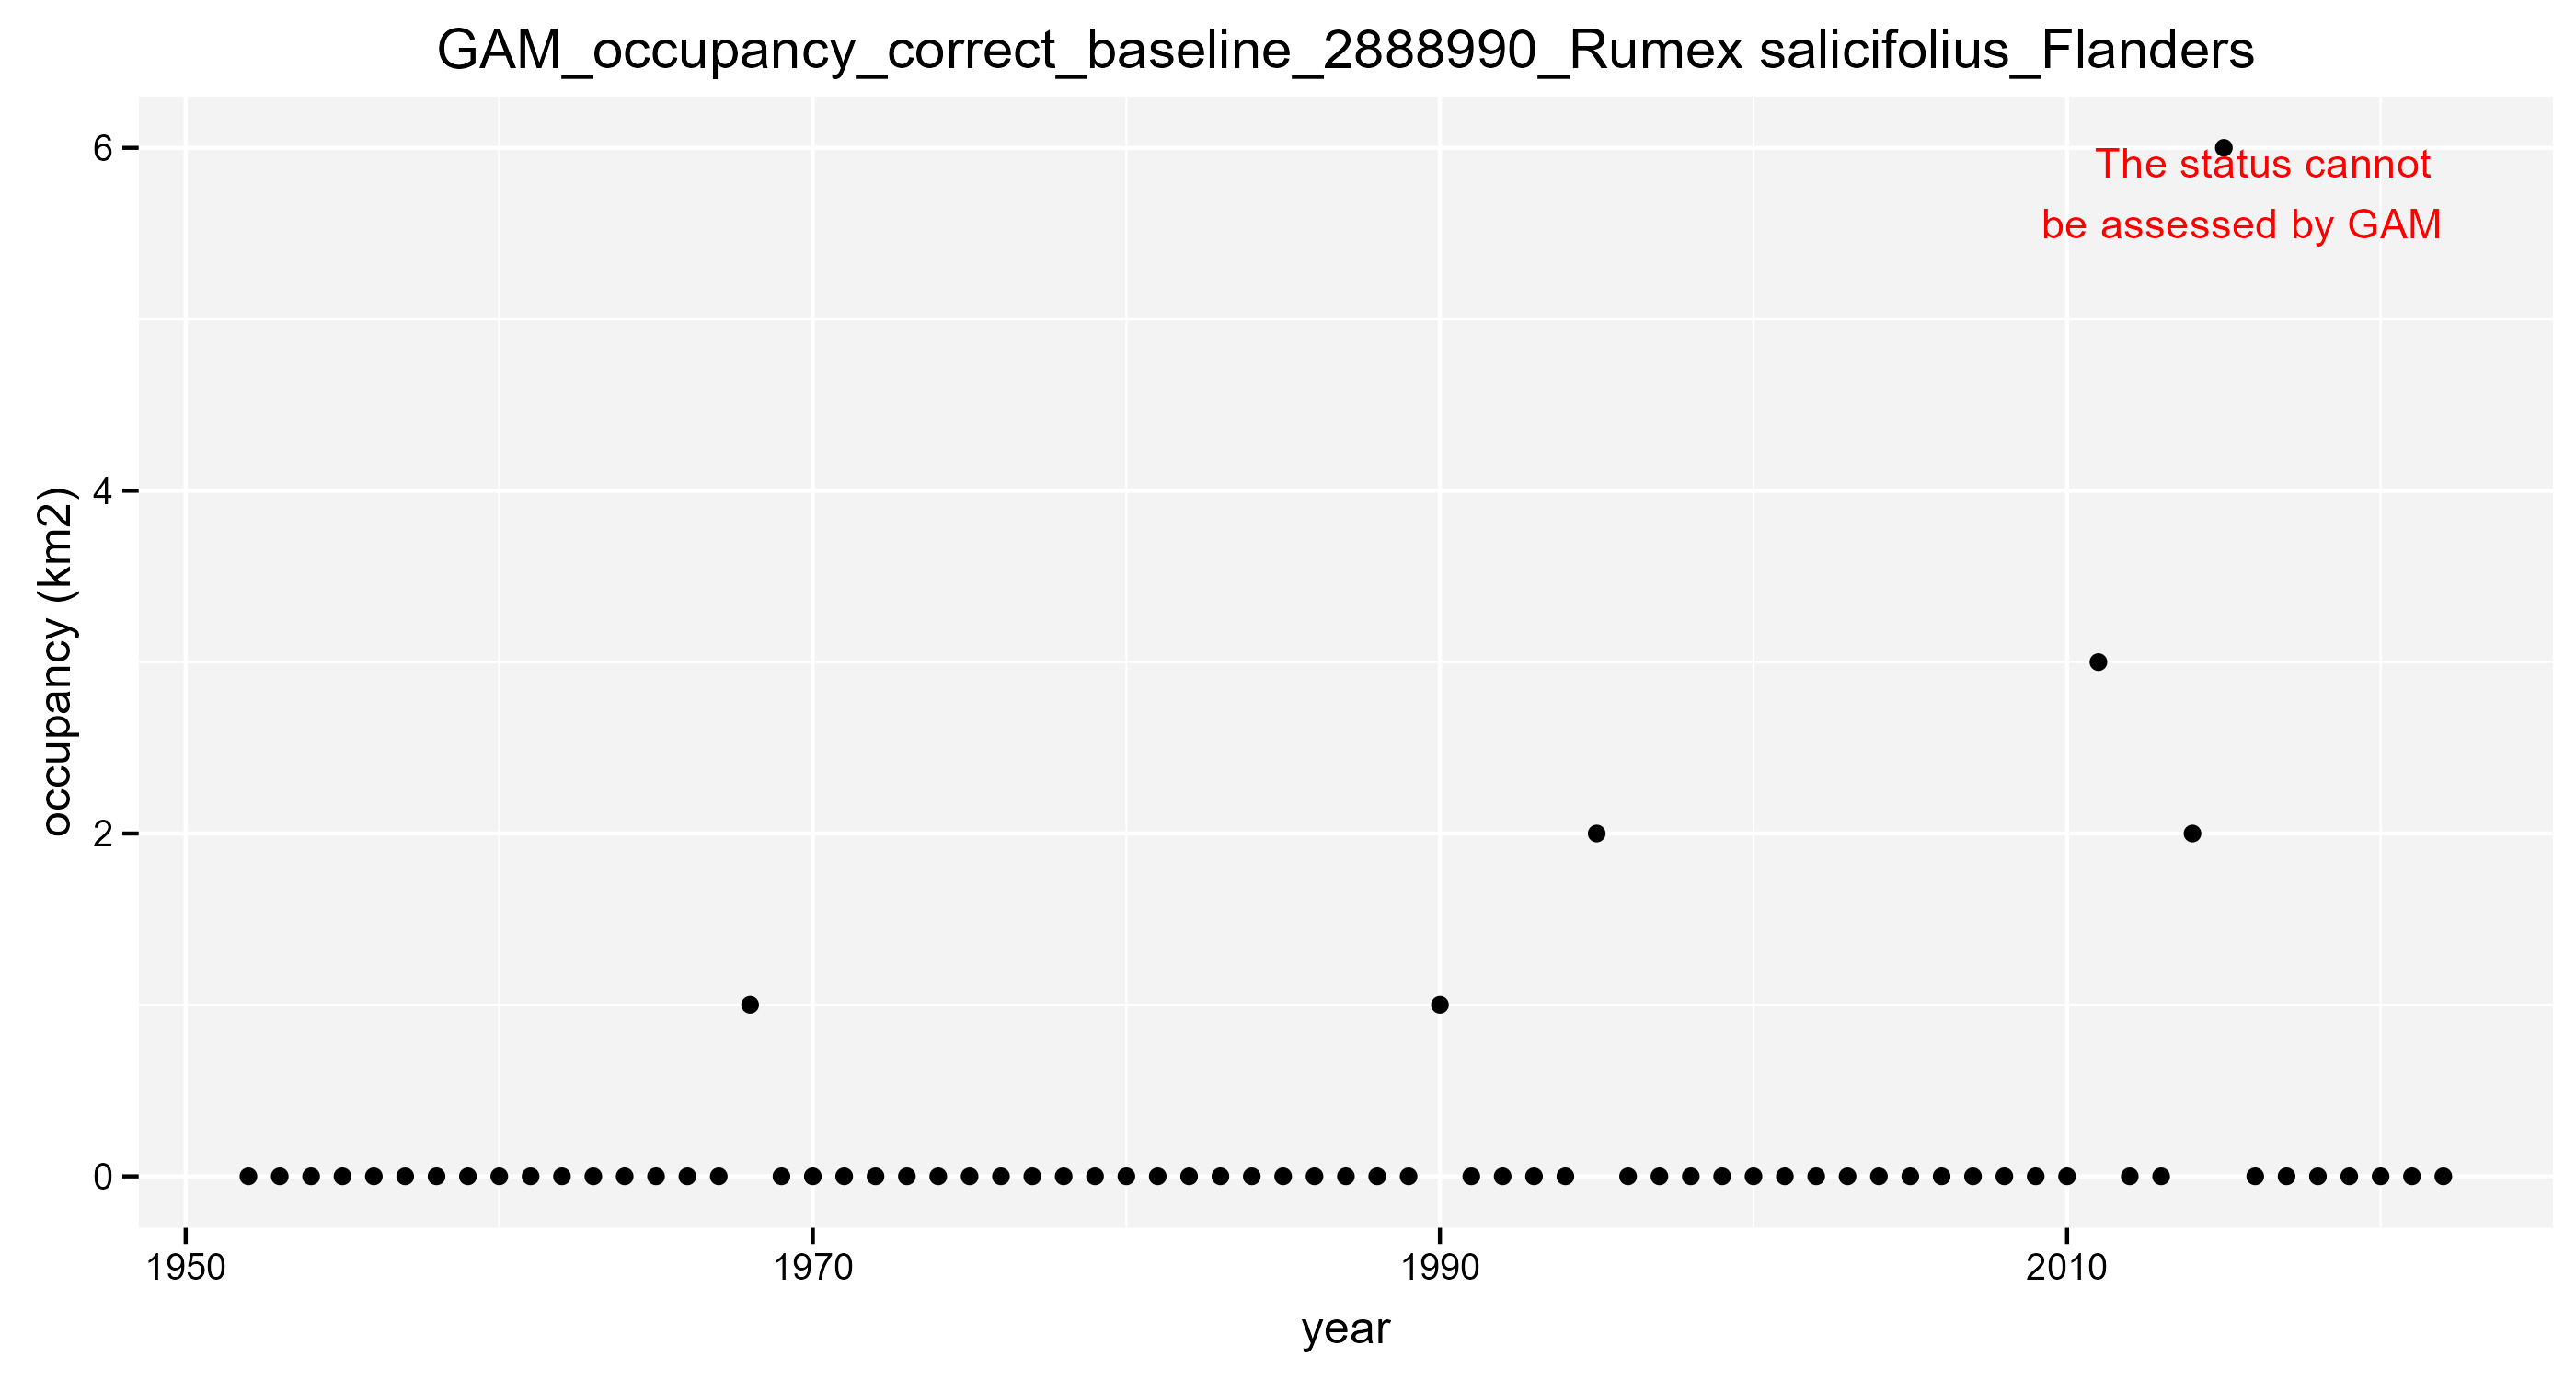 GAM_occupancy_correct_baseline_2888990_Rumex salicifolius_Flanders
6
The status cannot
be assessed by GAM
4
occupancy (km2)
2
0
1950
1970
1990
2010
year